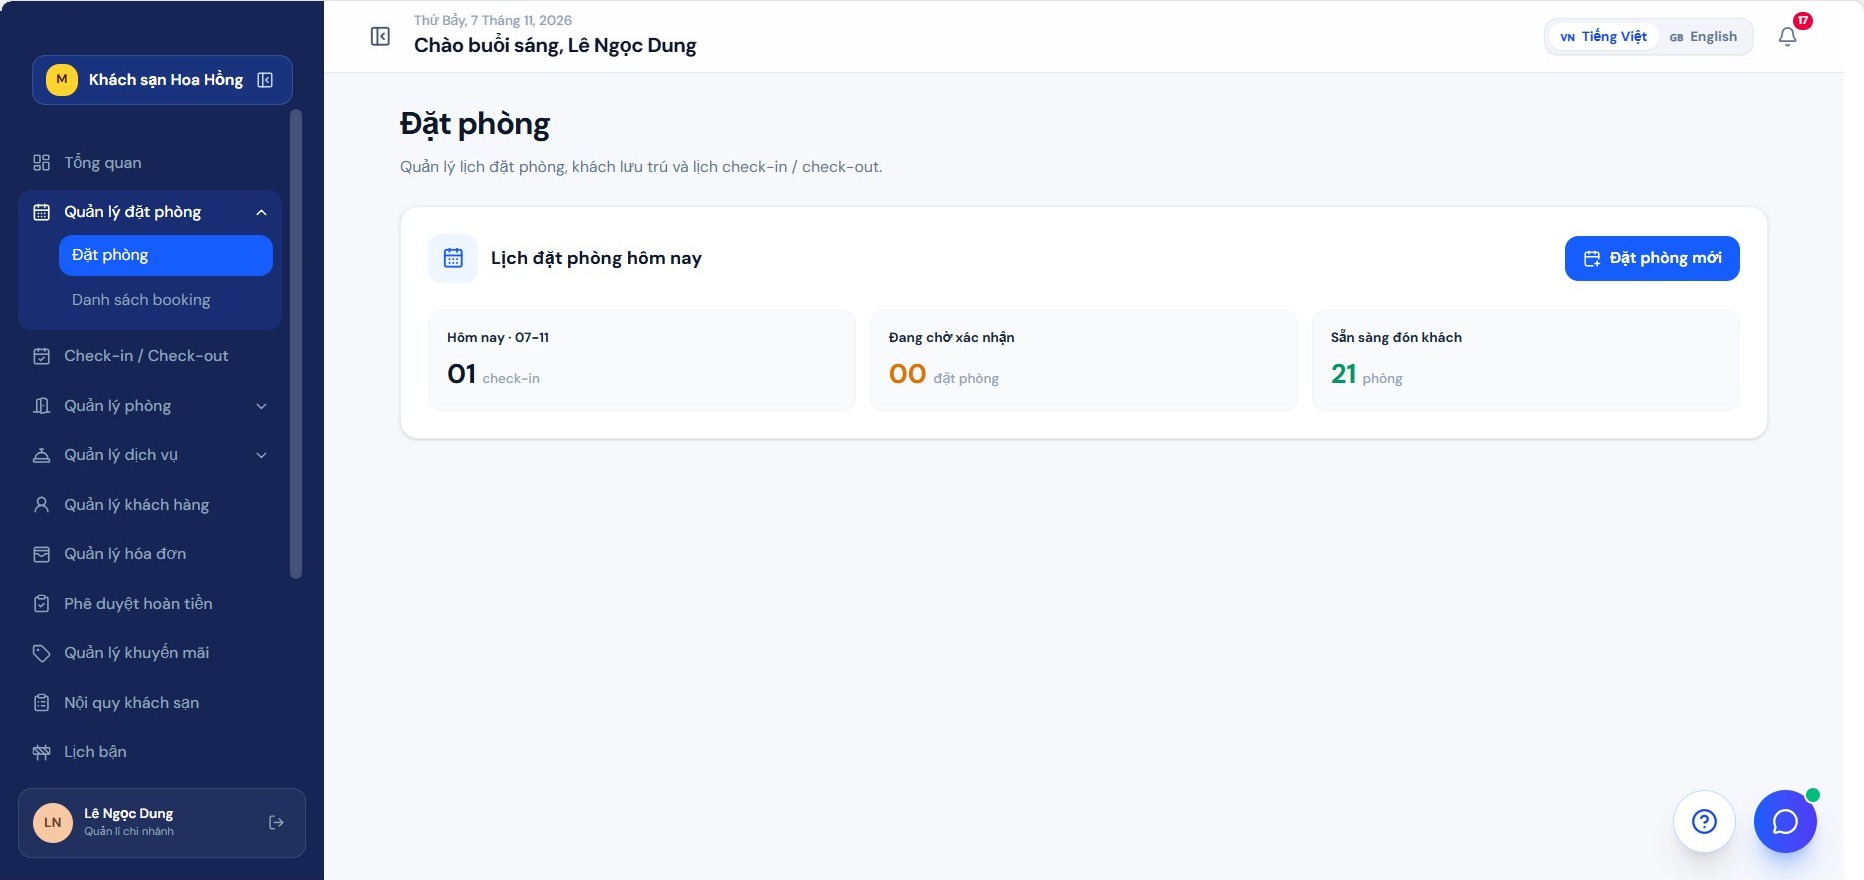 Khách sạn Hoa Hồng
M
Tổng quan
Quản lý đặt phòng
Đặt phòng
Danh sách booking
Check-in / Check-out
Quản lý phòng
Quản lý dịch vụ
Quản lý khách hàng
Quản lý hóa đơn
Phê duyệt hoàn tiền
Quản lý khuyến mãi
Nội quy khách sạn
Lịch bận
LN
Lê Ngọc Dung
Quản lí chi nhánh
Thứ Bảy, 7 Tháng 11, 2026
Chào buổi sáng, Lê Ngọc Dung
VN Tiếng Việt
GB English
17
Đặt phòng
Quản lý lịch đặt phòng, khách lưu trú và lịch check-in / check-out.
Lịch đặt phòng hôm nay
Đặt phòng mới
Hôm nay · 07-11
01 check-in
Đang chờ xác nhận
00 đặt phòng
Sẵn sàng đón khách
21 phòng